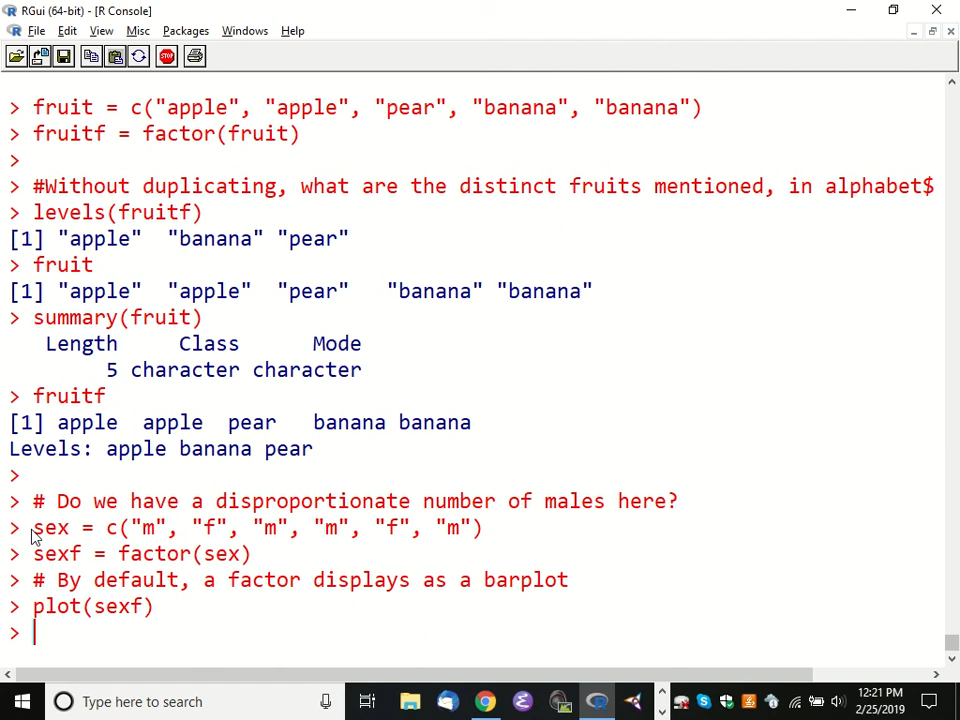 RGui (64-bit) - [R Console]
File Edit View Misc Packages Windows Help
STOP
> fruit = c("apple", "apple", "pear", "banana", "banana")
> fruitf = factor(fruit)
>
> #Without duplicating, what are the distinct fruits mentioned, in alphabet$
> levels(fruitf)
[1] "apple"  "banana" "pear"
> fruit
[1] "apple"  "apple"  "pear"   "banana" "banana"
> summary(fruit)
   Length     Class      Mode
        5 character character
> fruitf
[1] apple  apple  pear   banana banana
Levels: apple banana pear
>
> # Do we have a disproportionate number of males here?
> sex = c("m", "f", "m", "m", "f", "m")
> sexf = factor(sex)
> # By default, a factor displays as a barplot
> plot(sexf)
>
Type here to search
12:21 PM
2/25/2019